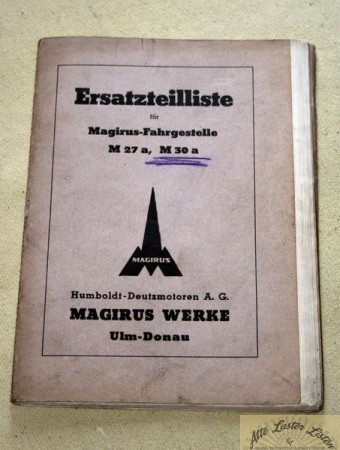 Ersatzteilliste
für
Magirus-Fahrgestelle
M 27 a, M 30 a
MAGIRUS
Humboldt-Deutzmotoren A. G.
MAGIRUS WERKE
Ulm-Donau
Alte Laster Listen